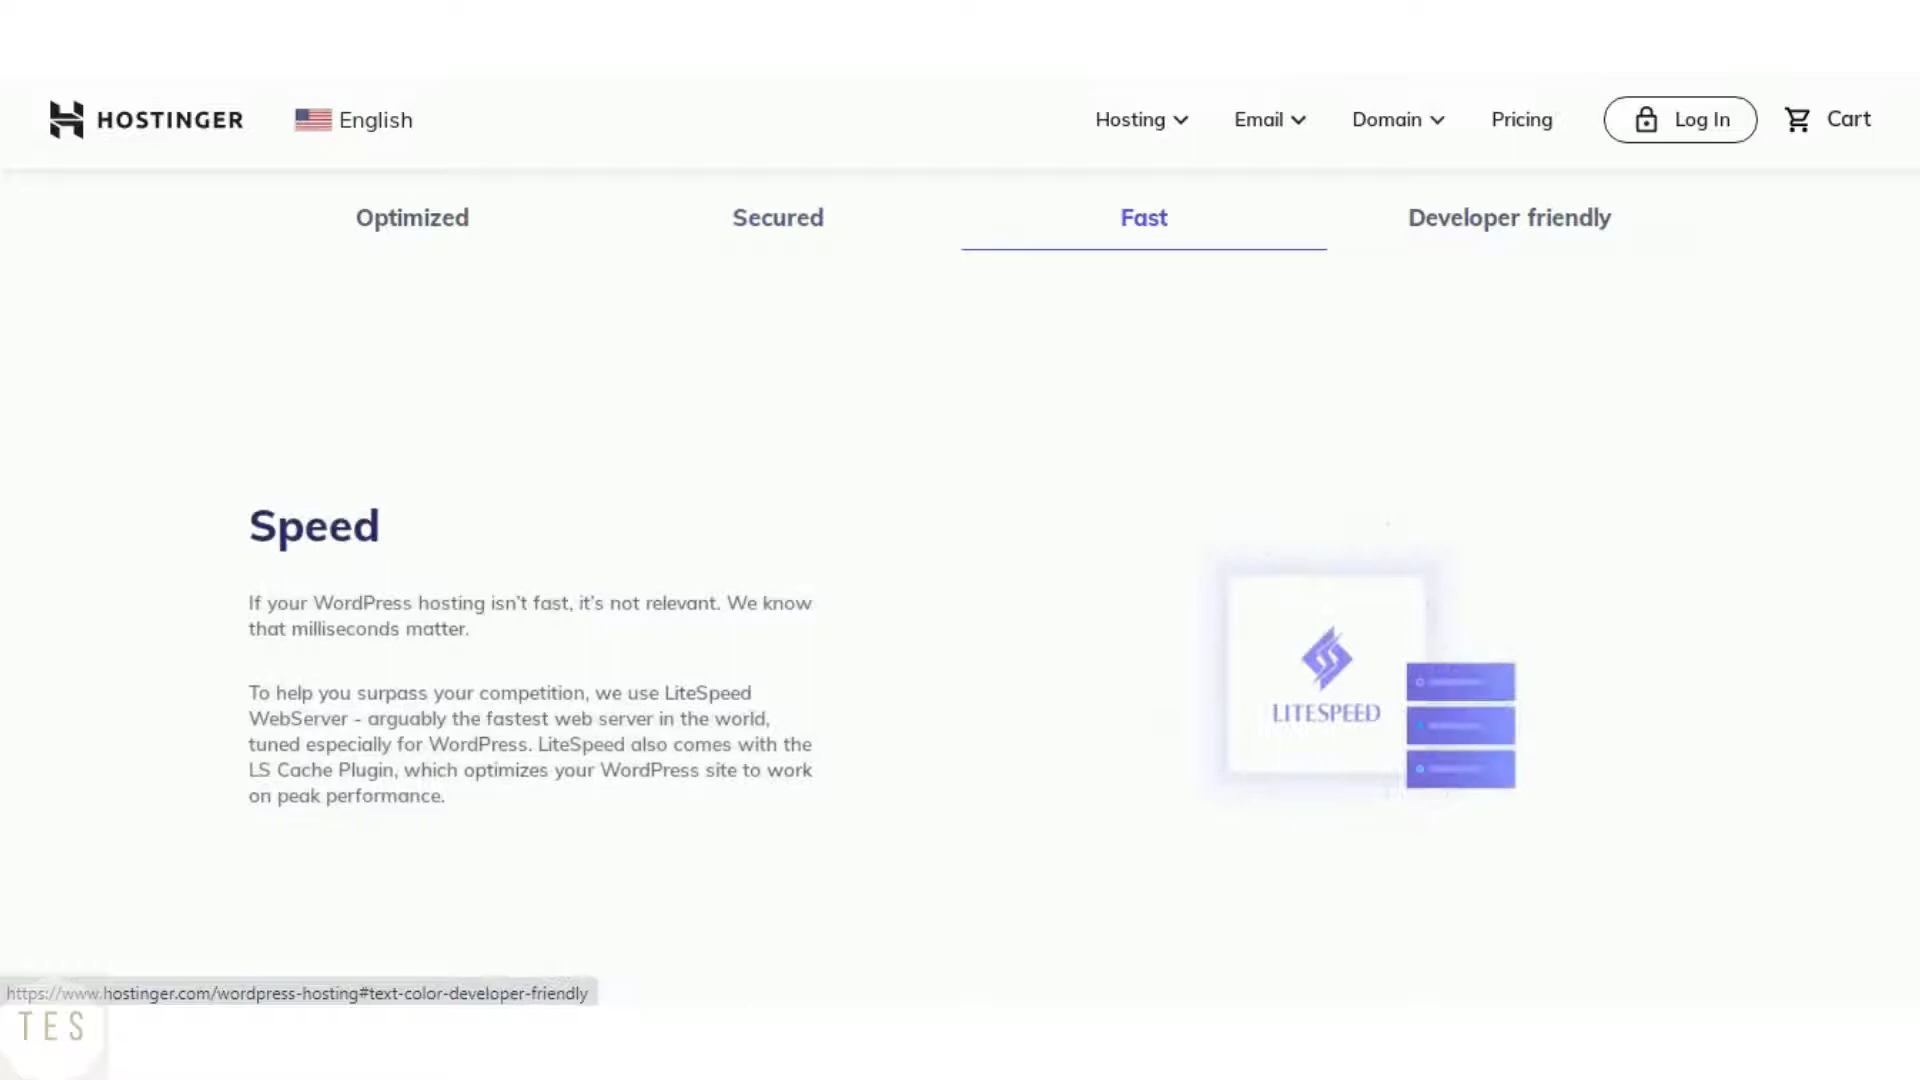 HOSTINGER
English
Hosting
Email
Domain
Pricing
Log In
Cart
Optimized
Secured
Fast
Developer friendly
Speed
If your WordPress hosting isn't fast, it's not relevant. We know
that milliseconds matter.
To help you surpass your competition, we use LiteSpeed
WebServer - arguably the fastest web server in the world,
tuned especially for WordPress. LiteSpeed also comes with the
LS Cache Plugin, which optimizes your WordPress site to work
on peak performance.
LITESPEED
https://www.hostinger.com/wordpress-hosting#text-color-developer-friendly
TES